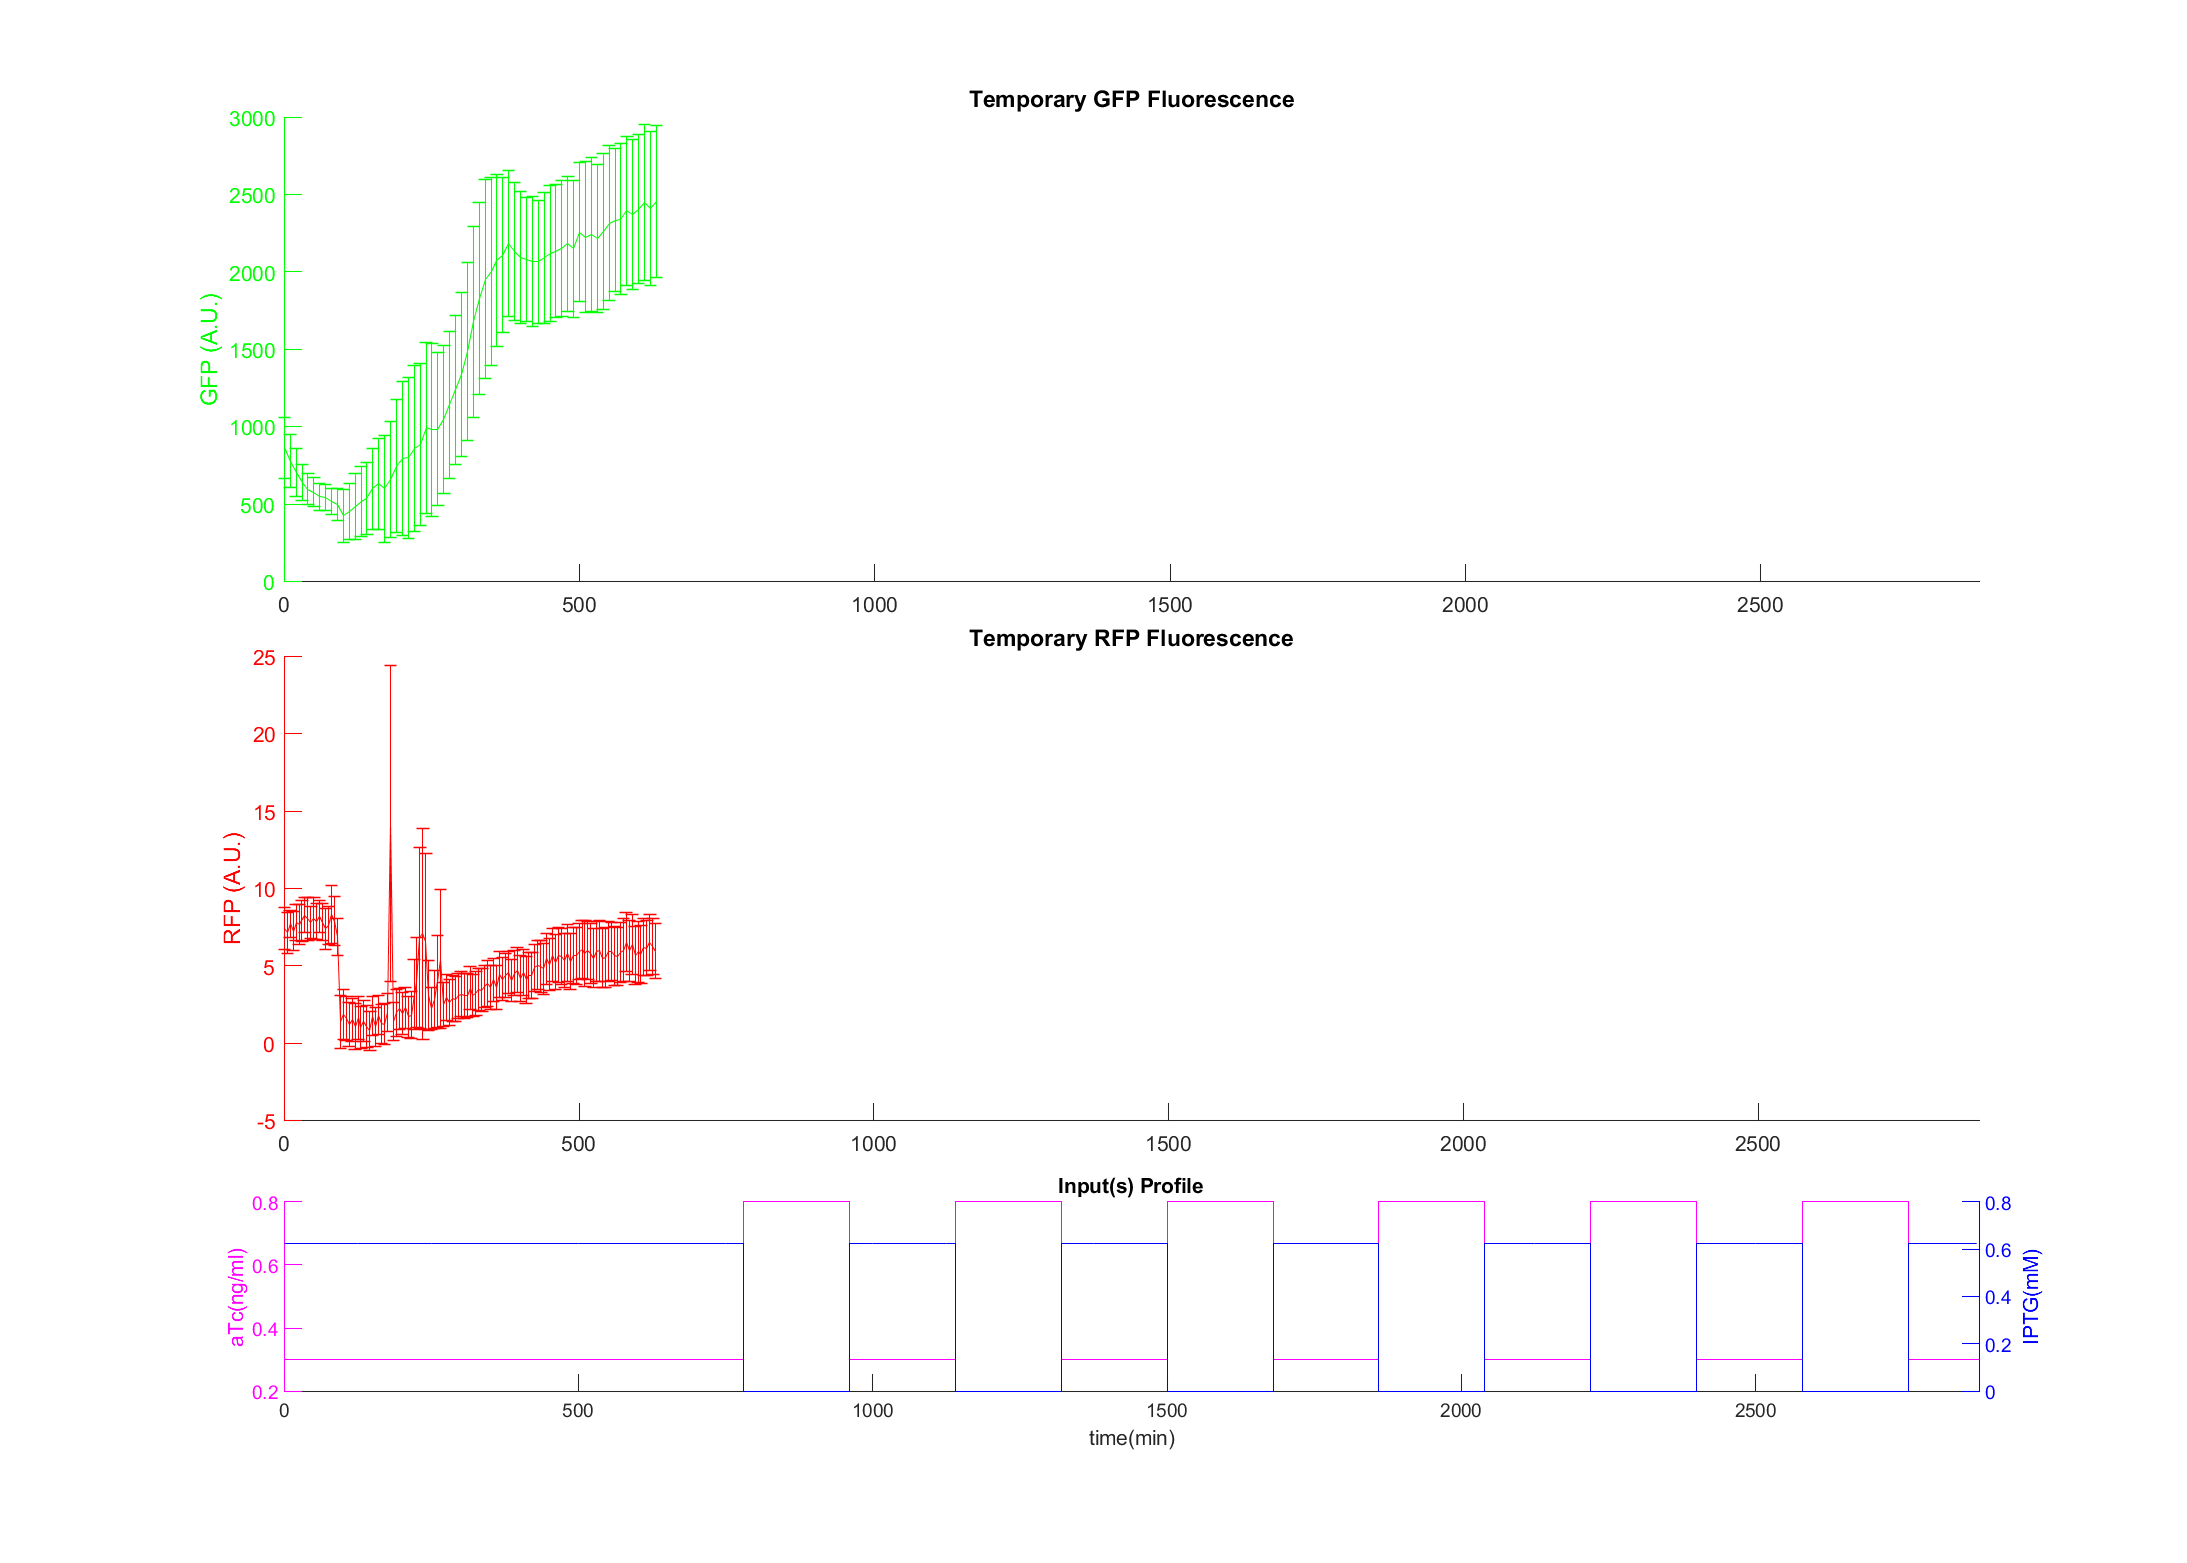 Temporary GFP Fluorescence
3000
2500
2000
1500
1000
500
0
GFP (A.U.)
0 500 1000 1500 2000 2500
Temporary RFP Fluorescence
25
20
15
10
5
0
-5
RFP (A.U.)
0 500 1000 1500 2000 2500
Input(s) Profile
0.8
0.6
0.4
0.2
aTc(ng/ml)
0.8
0.6
0.4
0.2
0
IPTG(mM)
0 500 1000 1500 2000 2500
time(min)